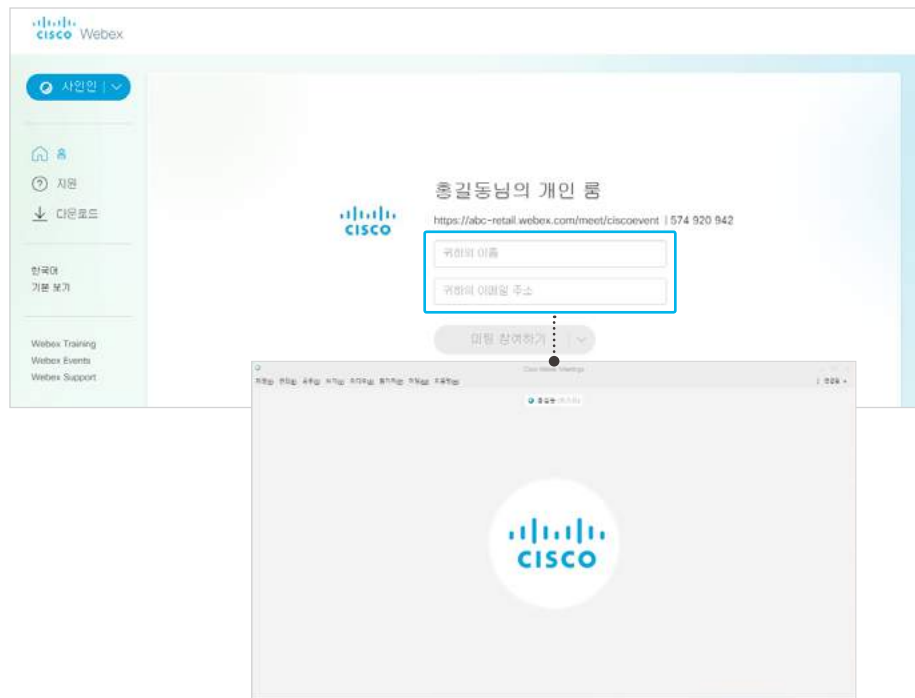 CISCO Webex
사인인
홈
지원
다운로드
한국어
기본 보기
Webex Training
Webex Events
Webex Support
홍길동님의 개인 룸
CISCO
https://abc-retail.webex.com/meet/ciscoevent | 574 920 942
귀하의 이름
귀하의 이메일 주소
미팅 참여하기
Cisco Webex Meetings
홍길동
CISCO